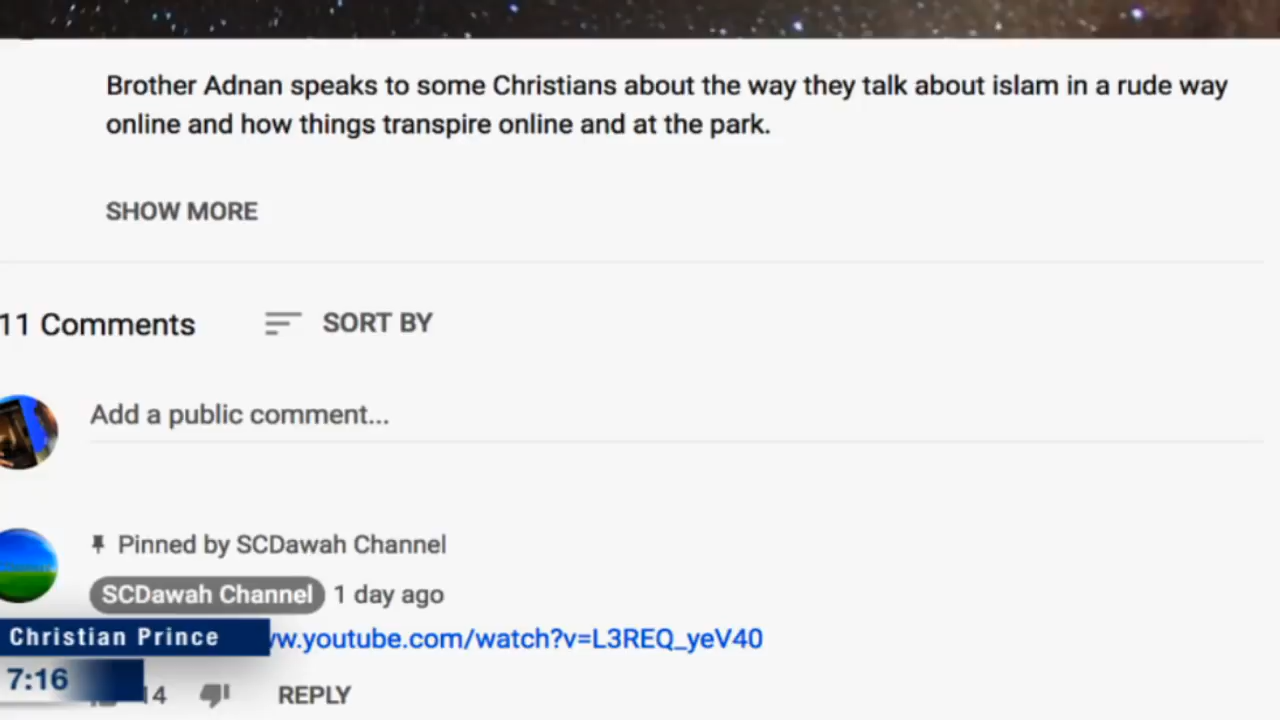 Brother Adnan speaks to some Christians about the way they talk about islam in a rude way
online and how things transpire online and at the park.
SHOW MORE
11 Comments SORT BY
Add a public comment...
Pinned by SCDawah Channel
SCDawah Channel 1 day ago
Christian Prince
w.youtube.com/watch?v=L3REQ_yeV40
7:16
14 REPLY